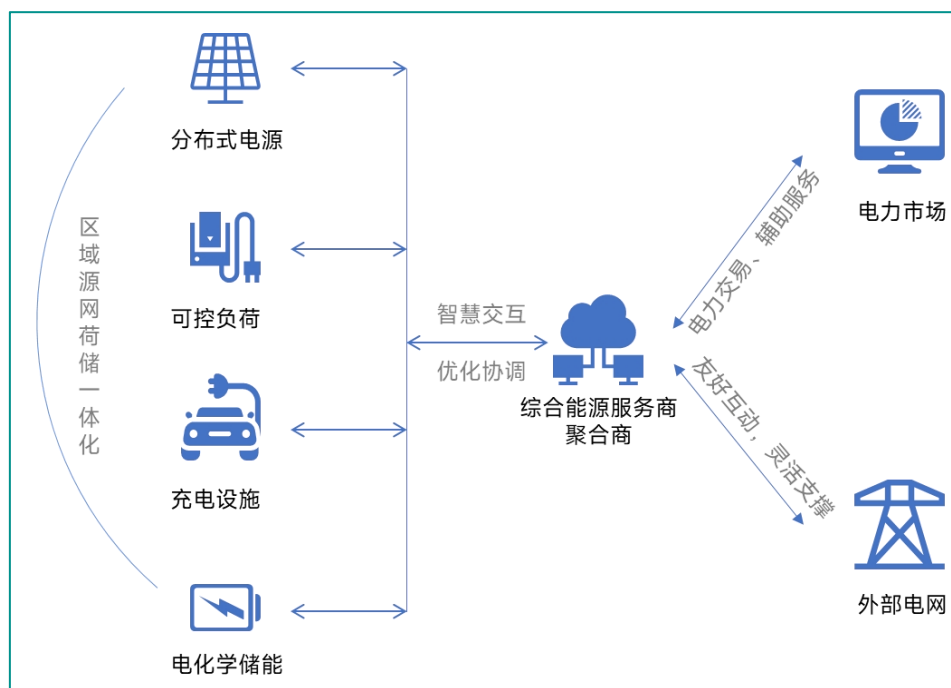 分布式电源
可控负荷
充电设施
电化学储能
区域源网荷储一体化
智慧交互
优化协调
综合能源服务商
聚合商
电力交易、辅助服务
友好互动，灵活支撑
电力市场
外部电网